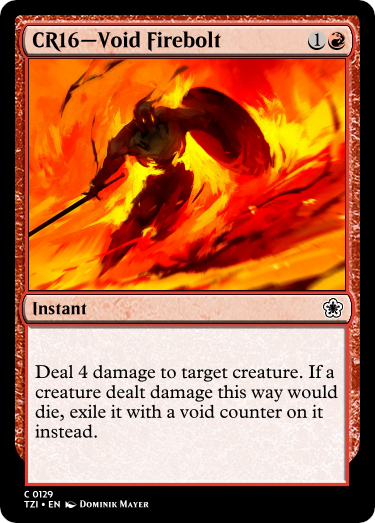 CR16—Void Firebolt 1
Instant
Deal 4 damage to target creature. If a
creature dealt damage this way would
die, exile it with a void counter on it
instead.
C 0129
TZI • EN Dominik Mayer